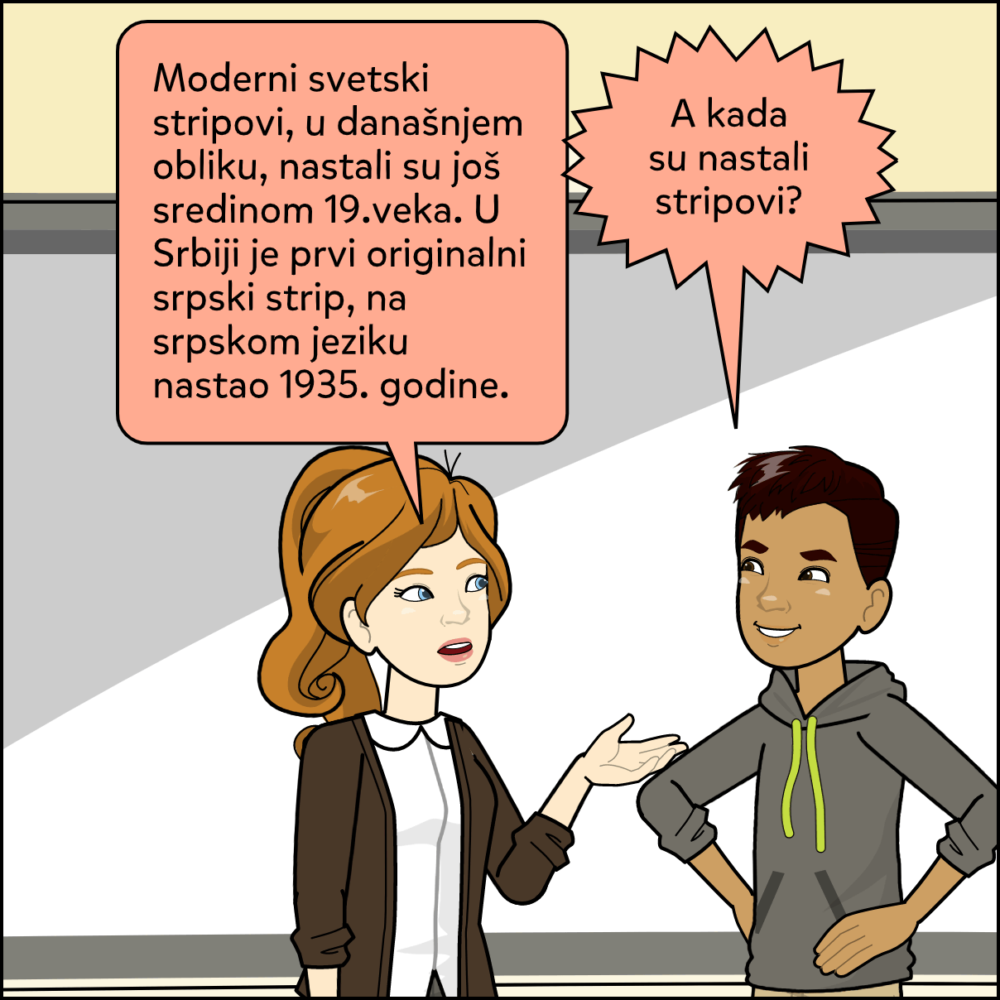 Moderni svetski
stripovi, u današnjem
obliku, nastali su još
sredinom 19.veka. U
Srbiji je prvi originalni
srpski strip, na
srpskom jeziku
nastao 1935. godine.
A kada
su nastali
stripovi?